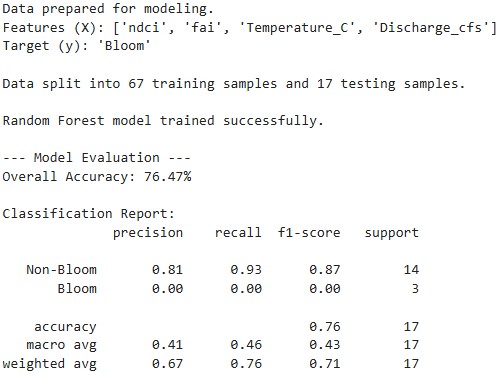 Data prepared for modeling.
Features (X): ['ndci', 'fai', 'Temperature_C', 'Discharge_cfs']
Target (y): 'Bloom'
Data split into 67 training samples and 17 testing samples.
Random Forest model trained successfully.
--- Model Evaluation ---
Overall Accuracy: 76.47%
Classification Report:
precision recall f1-score support
Non-Bloom 0.81 0.93 0.87 14
Bloom 0.00 0.00 0.00 3
accuracy 0.76 17
macro avg 0.41 0.46 0.43 17
weighted avg 0.67 0.76 0.71 17